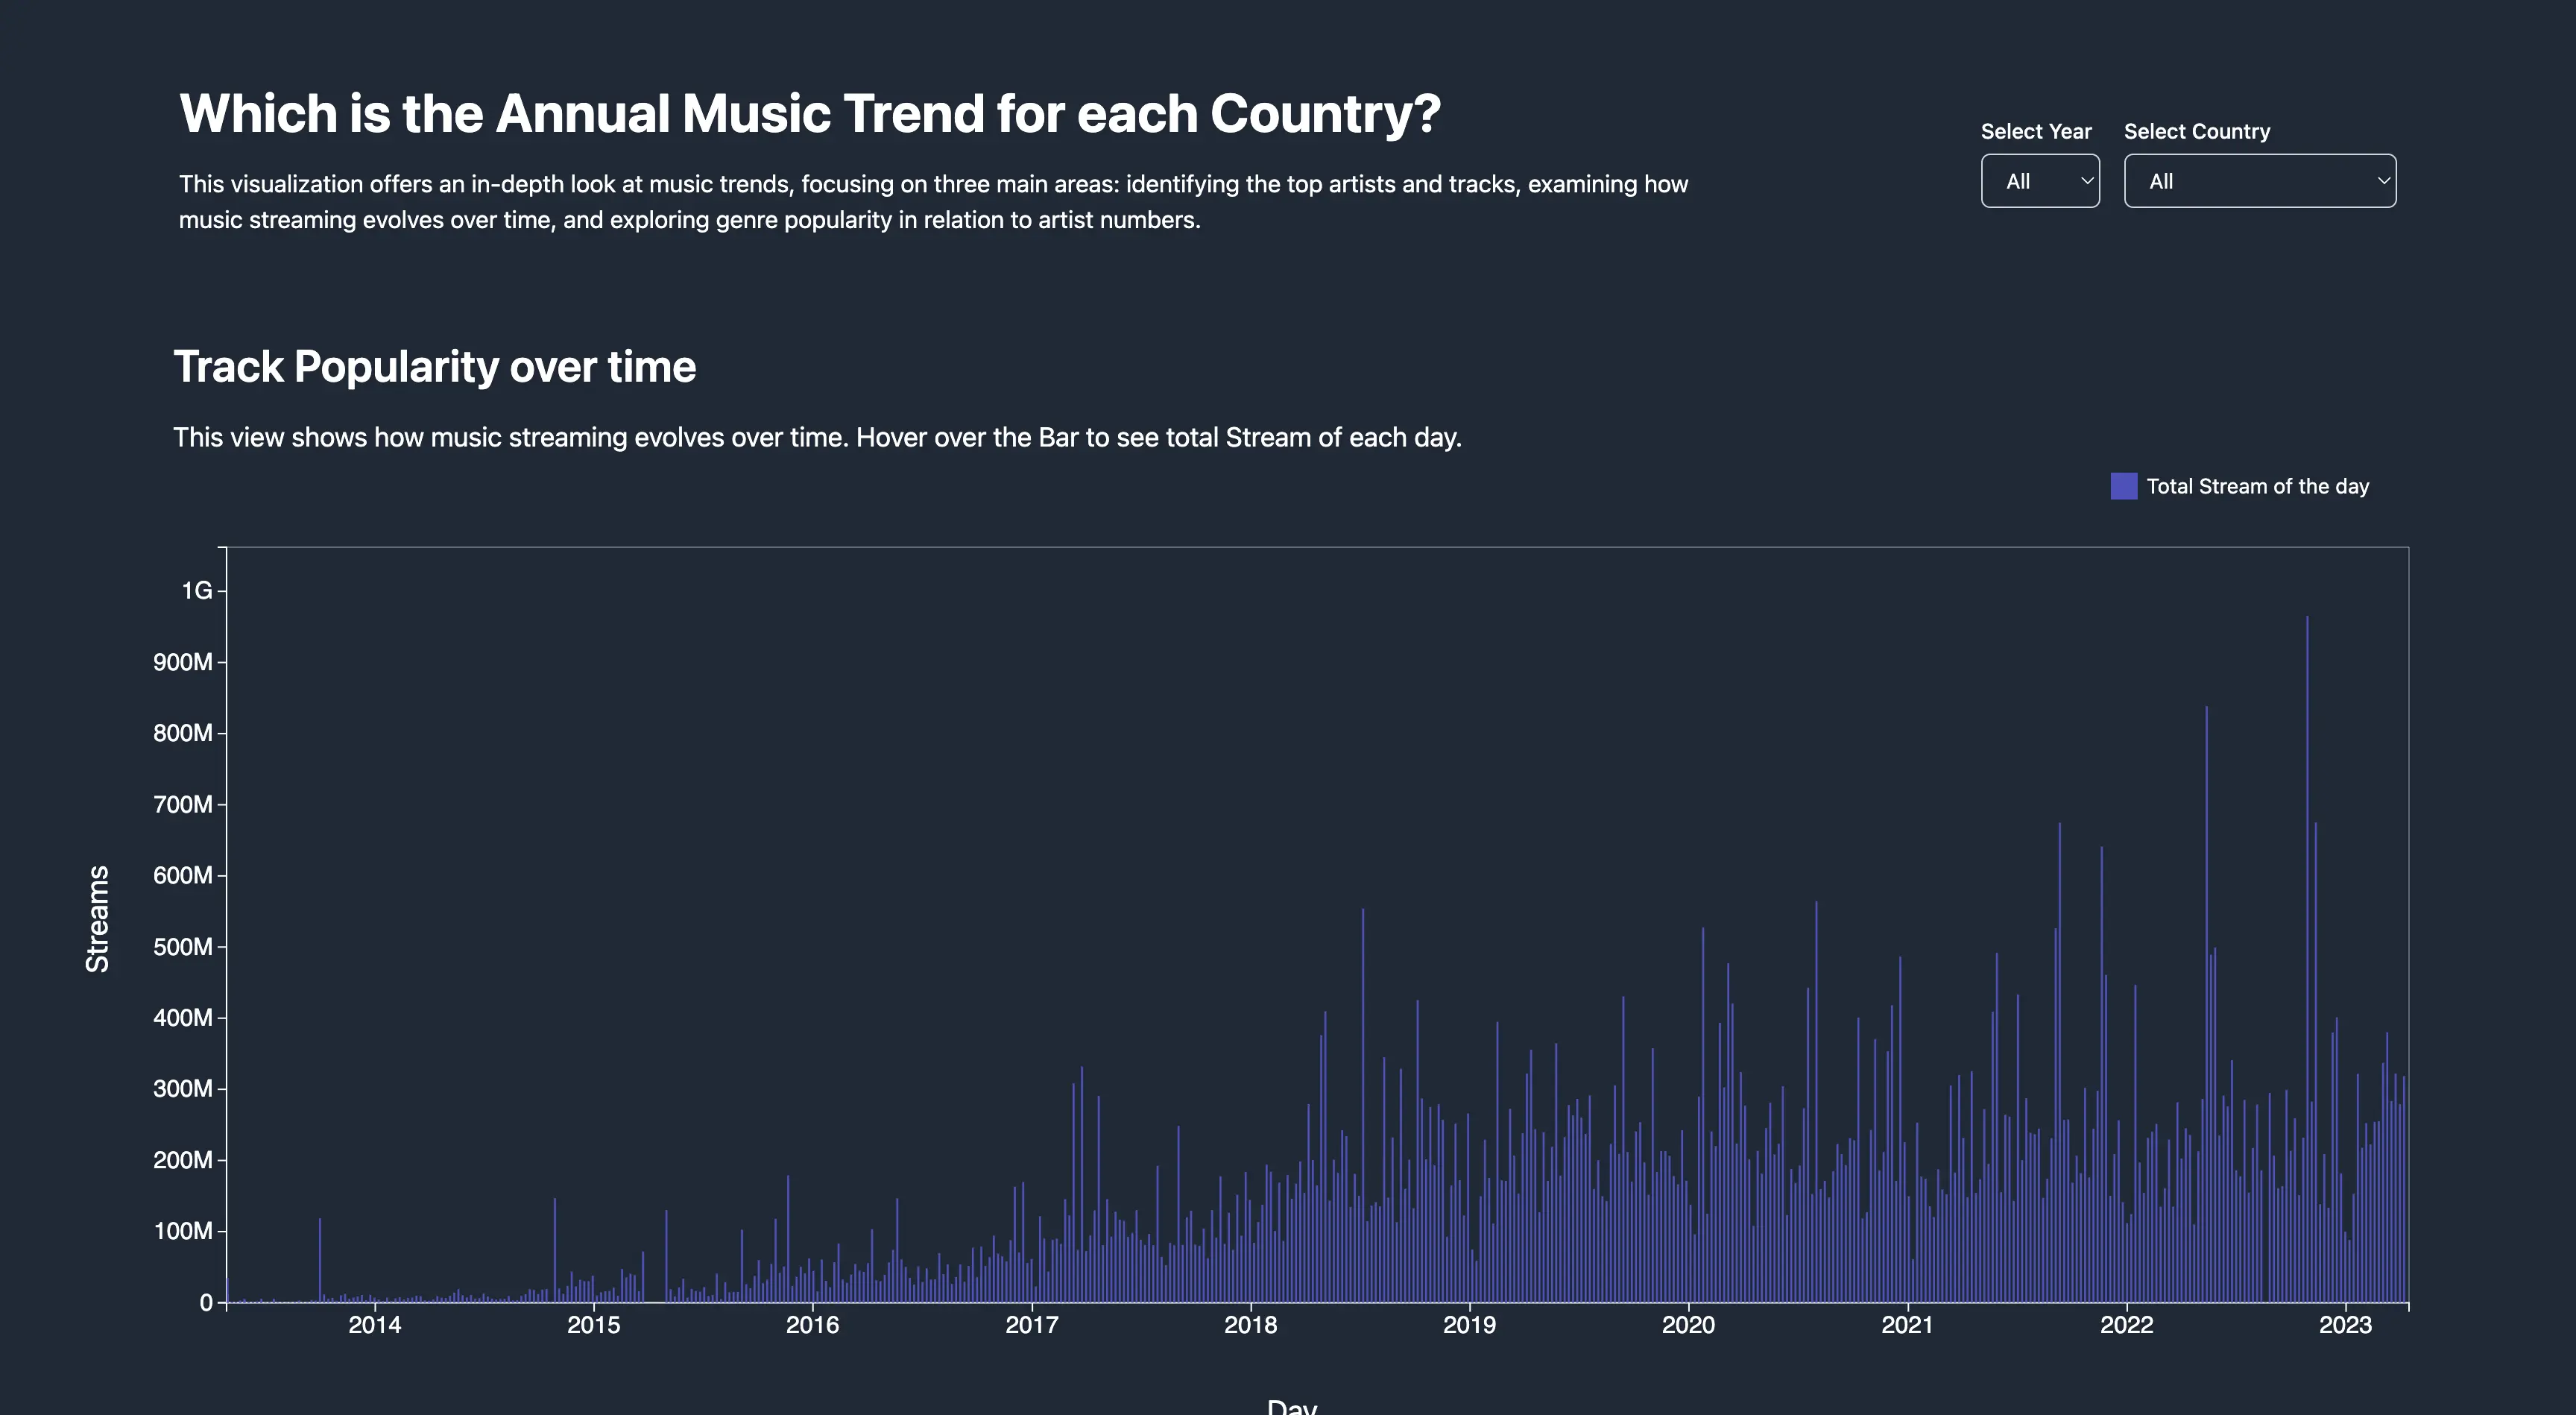 Which is the Annual Music Trend for each Country?
This visualization offers an in-depth look at music trends, focusing on three main areas: identifying the top artists and tracks, examining how
music streaming evolves over time, and exploring genre popularity in relation to artist numbers.
Select Year
Select Country
All
All
Track Popularity over time
This view shows how music streaming evolves over time. Hover over the Bar to see total Stream of each day.
Total Stream of the day
1G
900M
800M
700M
600M
500M
400M
300M
200M
100M
0
Streams
2014
2015
2016
2017
2018
2019
2020
2021
2022
2023
Day